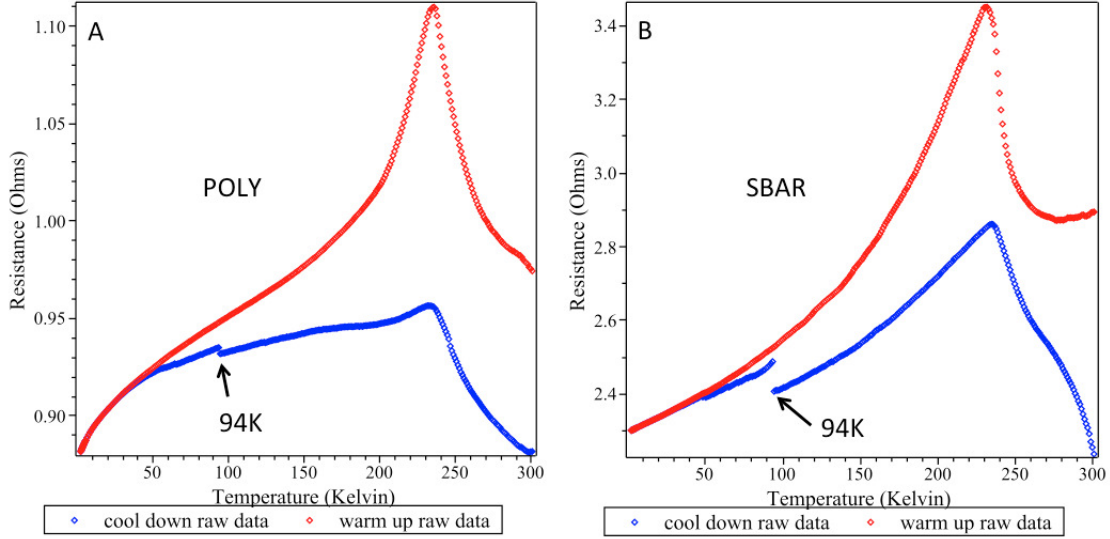 A
POLY
94K
1.10
1.05
1.00
0.95
0.90
50 100 150 200 250 300
Resistance (Ohms)
Temperature (Kelvin)
cool down raw data warm up raw data
B
SBAR
94K
3.4
3.2
3.0
2.8
2.6
2.4
50 100 150 200 250 300
Resistance (Ohms)
Temperature (Kelvin)
cool down raw data warm up raw data